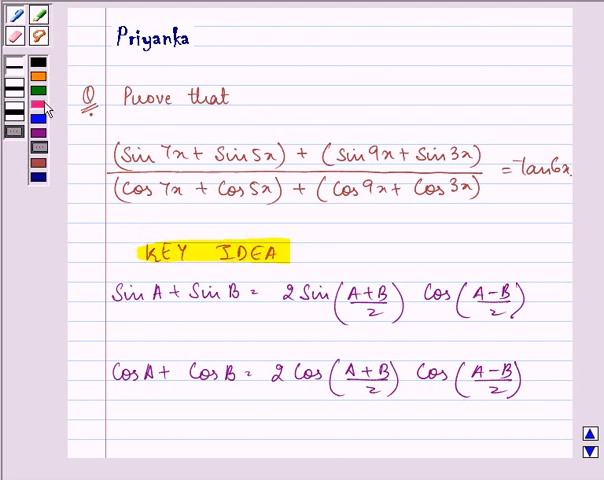 Priyanka
Q. Prove that
(Sin 7x + Sin 5x) + (Sin 9x + Sin 3x)
(Cos 7x + Cos 5x) + (Cos 9x + Cos 3x) = Tan 6x.
KEY IDEA
Sin A + Sin B = 2 Sin (A+B/2) Cos (A-B/2)
Cos A + Cos B = 2 Cos (A+B/2) Cos (A-B/2)